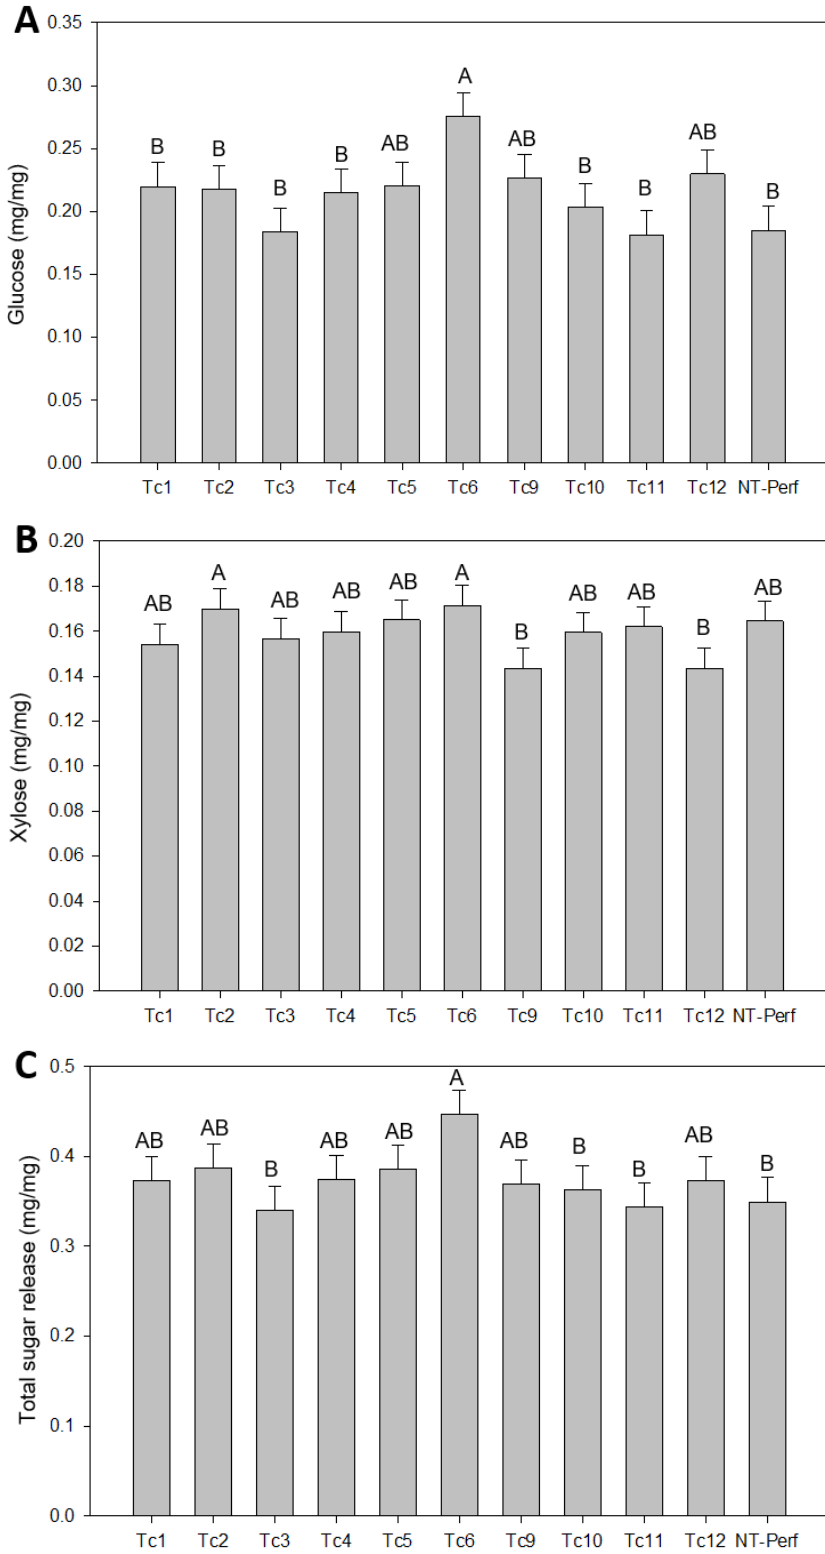 A
Glucose (mg/mg)
0.35
0.30
0.25
0.20
0.15
0.10
0.05
0.00
B B B B AB A AB B B AB B
Tc1 Tc2 Tc3 Tc4 Tc5 Tc6 Tc9 Tc10 Tc11 Tc12 NT-Perf
B
Xylose (mg/mg)
0.20
0.18
0.16
0.14
0.12
0.10
0.08
0.06
0.04
0.02
0.00
AB A AB AB AB A B AB AB B AB
Tc1 Tc2 Tc3 Tc4 Tc5 Tc6 Tc9 Tc10 Tc11 Tc12 NT-Perf
C
Total sugar release (mg/mg)
0.5
0.4
0.3
0.2
0.1
0.0
AB AB B AB AB A AB B B AB B
Tc1 Tc2 Tc3 Tc4 Tc5 Tc6 Tc9 Tc10 Tc11 Tc12 NT-Perf